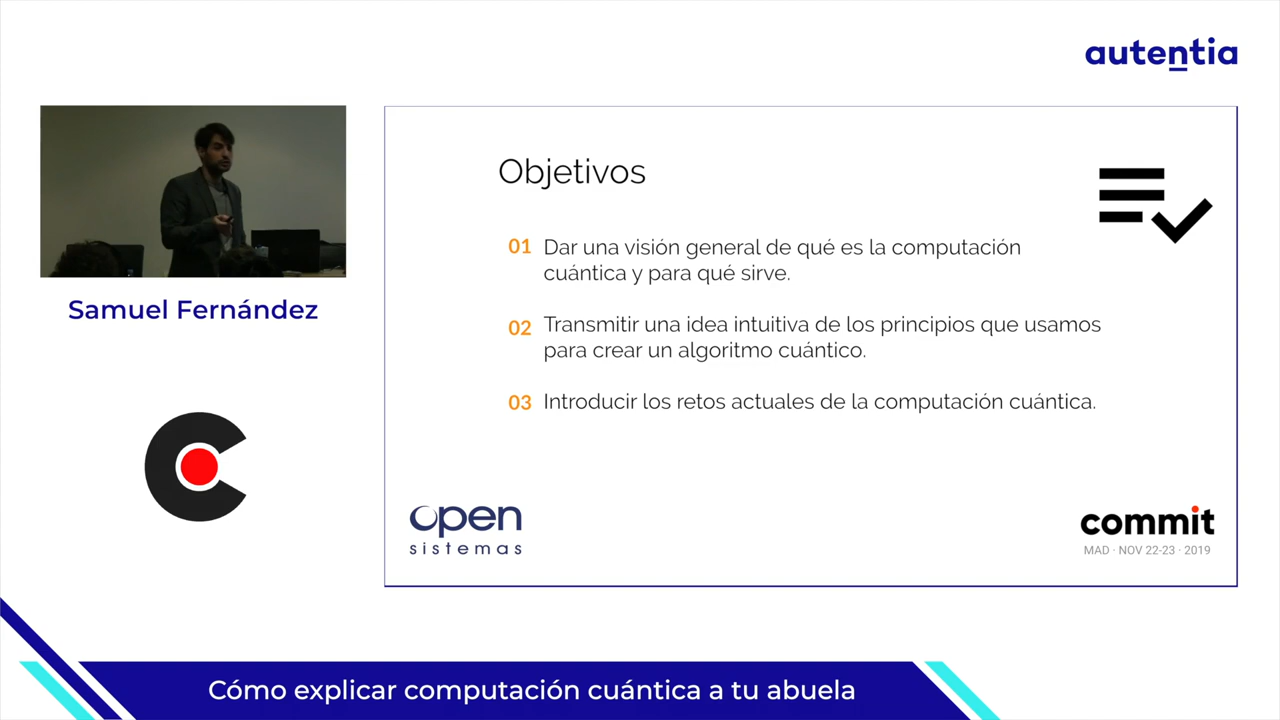 autentia
Samuel Fernández
Objetivos
01 Dar una visión general de qué es la computación
cuántica y para qué sirve.
02 Transmitir una idea intuitiva de los principios que usamos
para crear un algoritmo cuántico.
03 Introducir los retos actuales de la computación cuántica.
open
sistemas
commit
MAD · NOV 22-23 · 2019
Cómo explicar computación cuántica a tu abuela